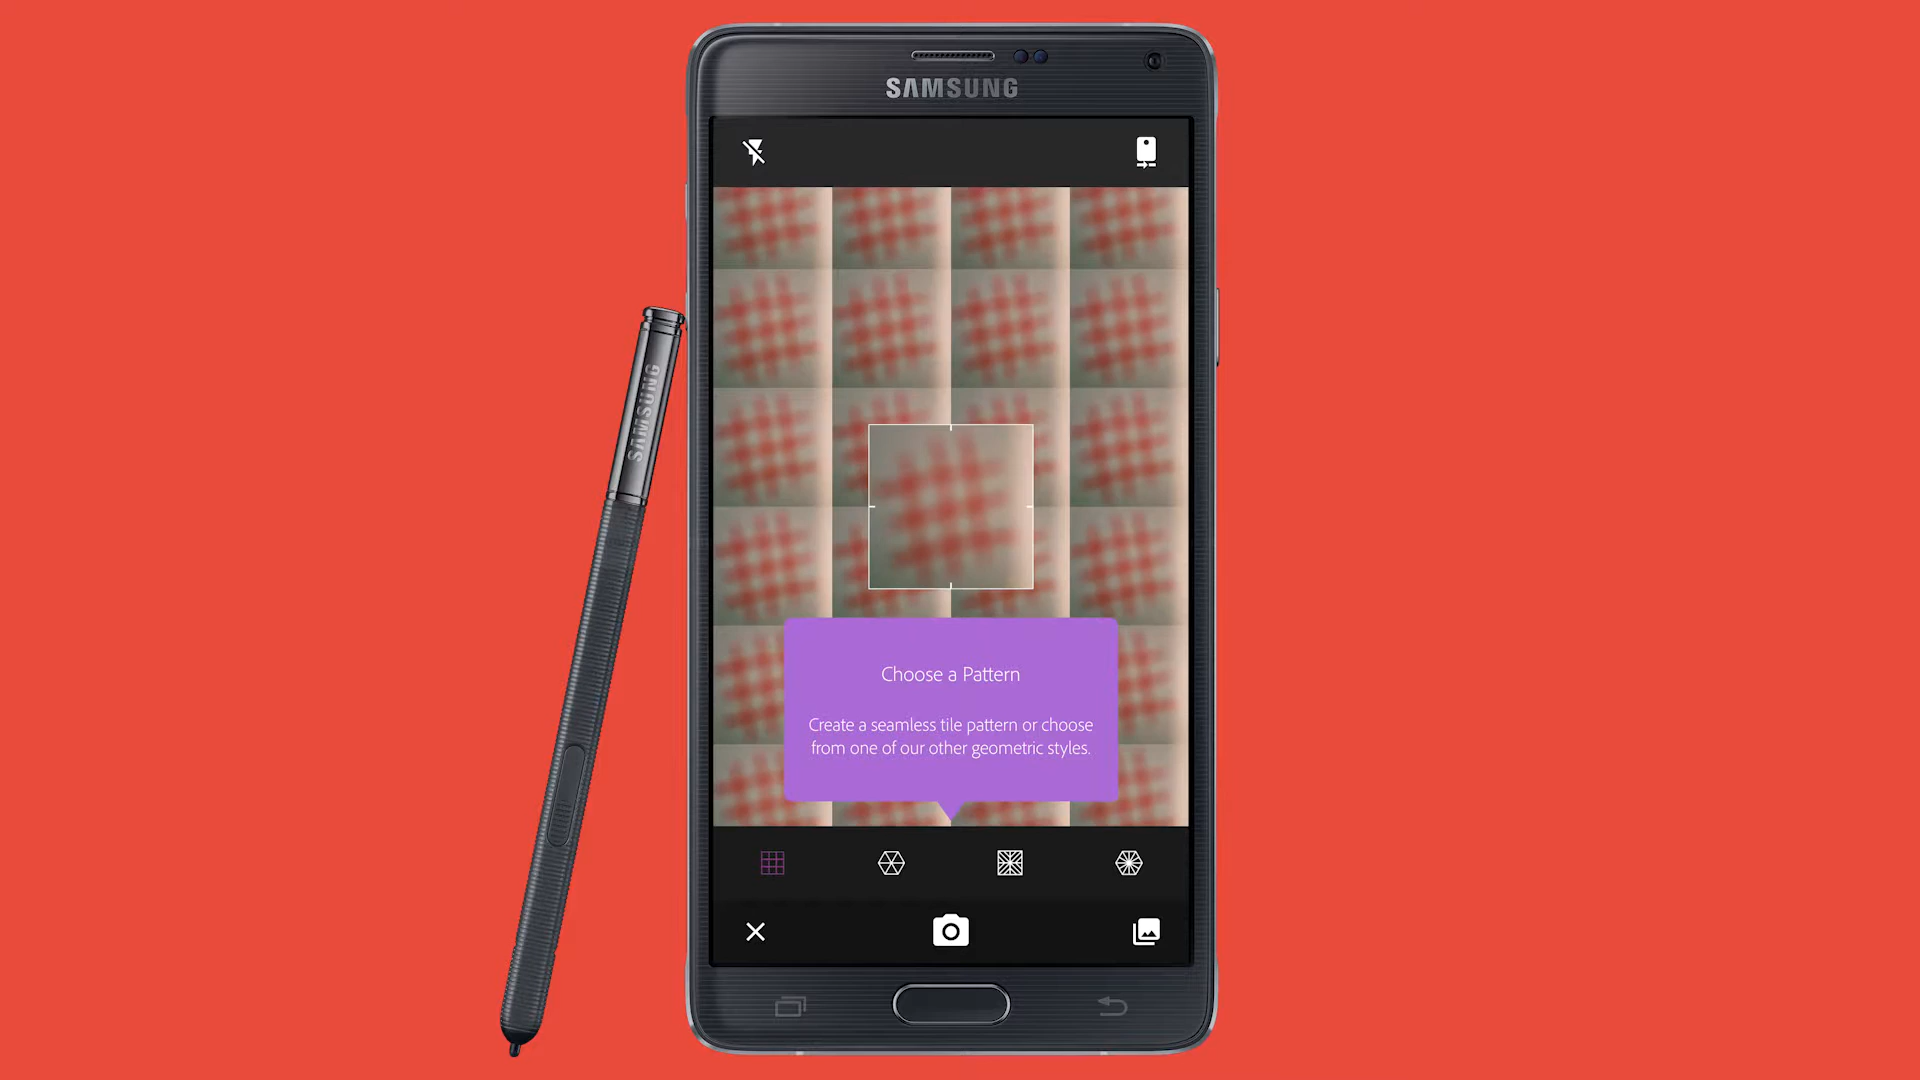 SAMSUNG
SAMSUNG
Choose a Pattern
Create a seamless tile pattern or choose
from one of our other geometric styles.